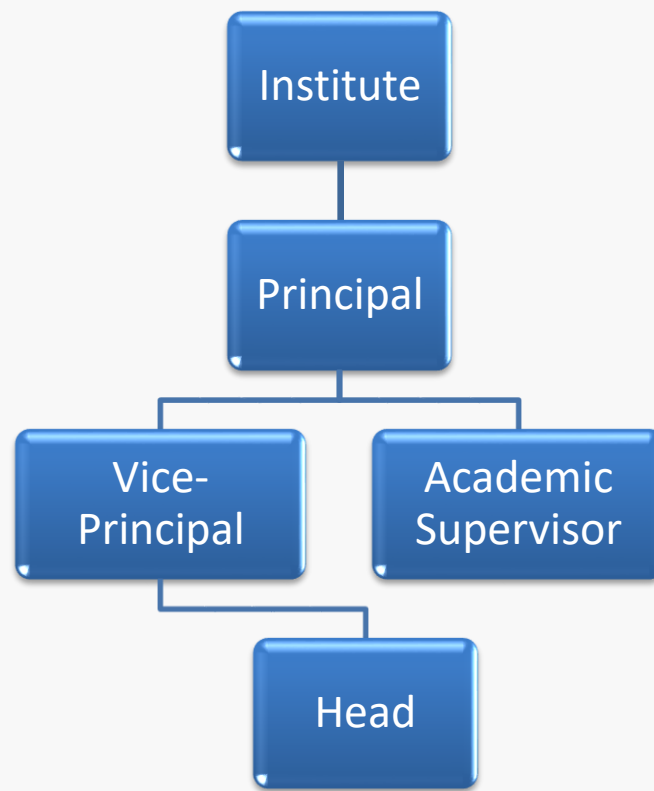 Institute
Principal
Vice-
Principal
Academic
Supervisor
Head